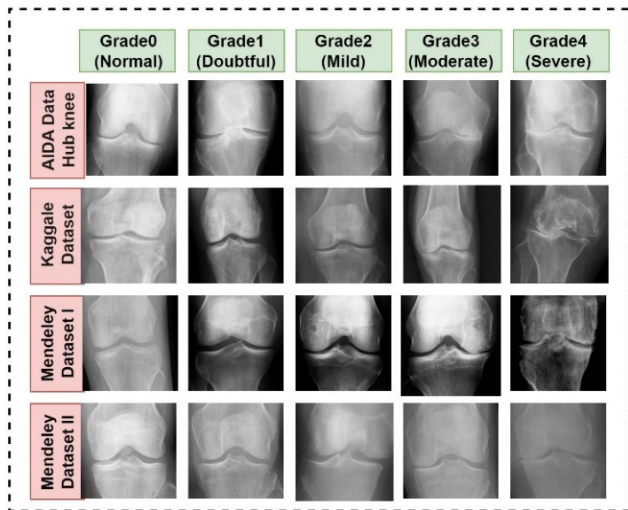 Grade0
(Normal)
Grade1
(Doubtful)
Grade2
(Mild)
Grade3
(Moderate)
Grade4
(Severe)
AIDA Data
Hub knee
Kaggale
Dataset
Mendeley
Dataset I
Mendeley
Dataset II